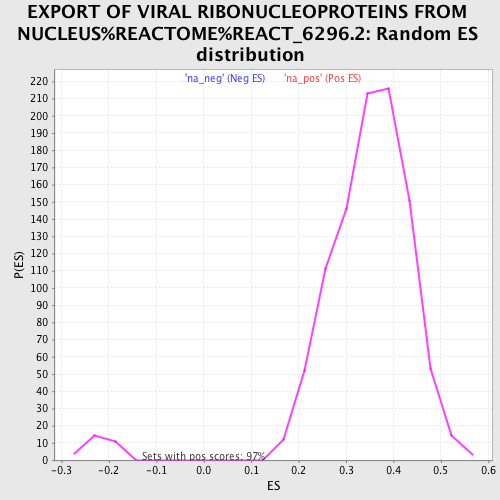 EXPORT OF VIRAL RIBONUCLEOPROTEINS FROM
NUCLEUS%REACTOME%REACT_6296.2: Random ES
distribution
'na_neg' (Neg ES) 'na_pos' (Pos ES)
220
210
200
190
180
170
160
150
140
130
120
110
100
90
80
70
60
50
40
30
20
10
0
P(ES)
Sets with pos scores: 97%
-0.3 -0.2 -0.1 0.0 0.1 0.2 0.3 0.4 0.5 0.6
ES